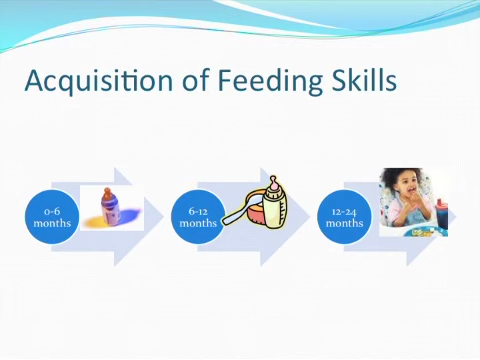 Acquisition of Feeding Skills
0-6
months
6-12
months
12-24
months